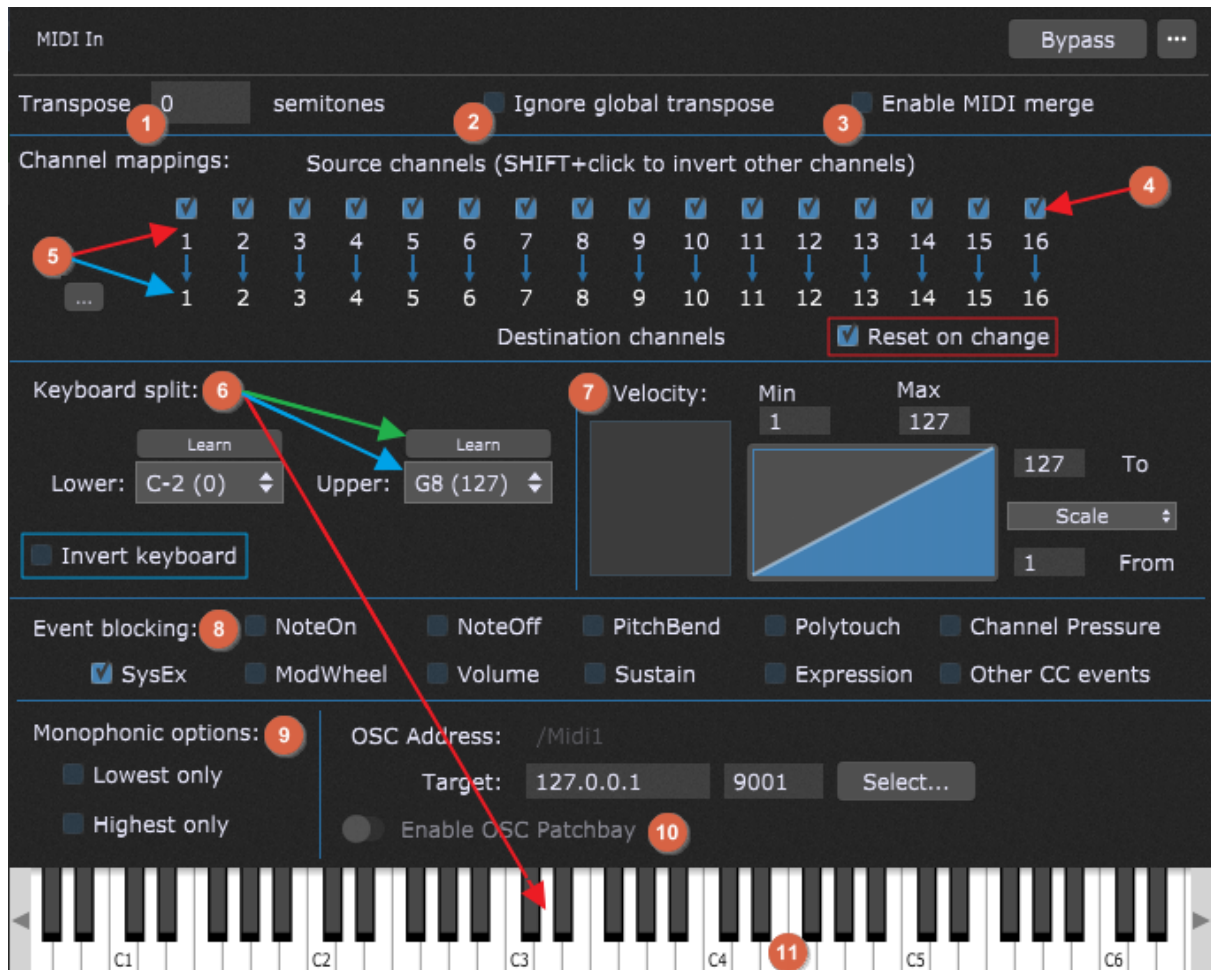 MIDI In Bypass ...
Transpose 0 semitones Ignore global transpose Enable MIDI merge
1 2 3
Channel mappings: Source channels (SHIFT+click to invert other channels)
4
1 2 3 4 5 6 7 8 9 10 11 12 13 14 15 16
5
... 1 2 3 4 5 6 7 8 9 10 11 12 13 14 15 16
Destination channels Reset on change
Keyboard split: 6 7 Velocity: Min Max
1 127
Learn Learn
Lower: C-2 (0) Upper: G8 (127) 127 To
Scale
Invert keyboard 1 From
Event blocking: 8 NoteOn NoteOff PitchBend Polytouch Channel Pressure
SysEx ModWheel Volume Sustain Expression Other CC events
Monophonic options: 9 OSC Address: /Midi1
Lowest only Target: 127.0.0.1 9001 Select...
Highest only Enable OSC Patchbay 10
C1 C2 C3 C4 11 C5 C6